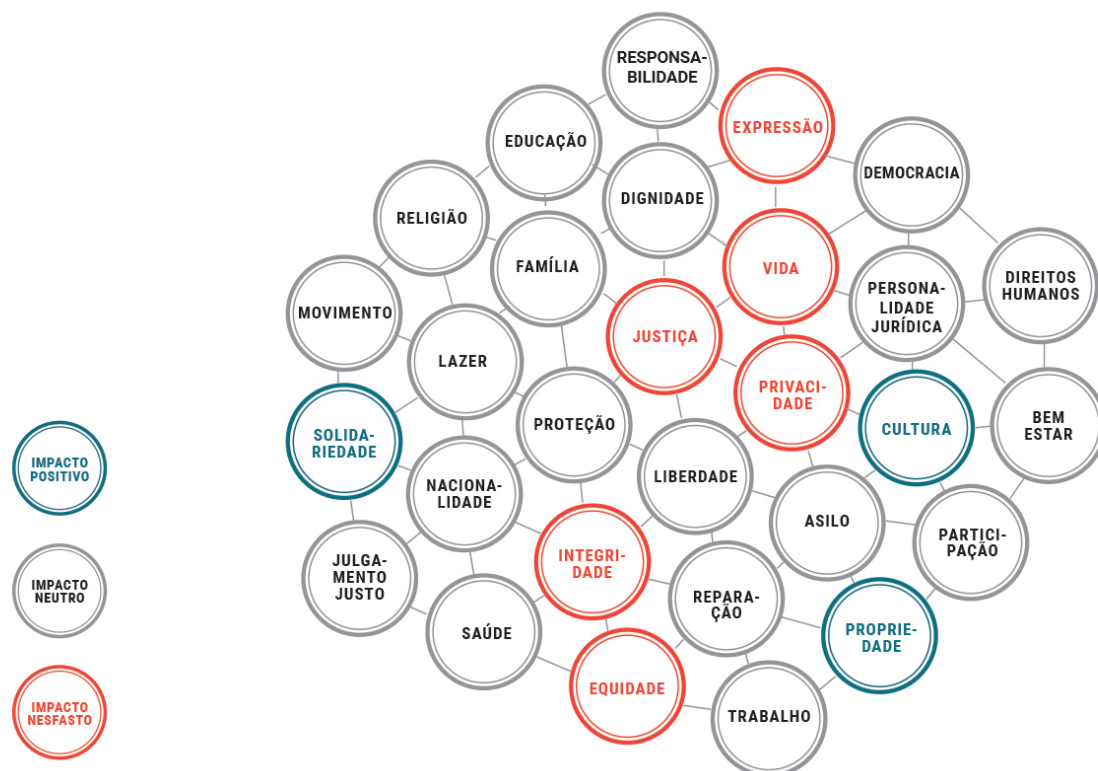 RESPONSA-
BILIDADE
EXPRESSÃO
EDUCAÇÃO
DEMOCRACIA
DIGNIDADE
RELIGIÃO
FAMÍLIA
VIDA
DIREITOS
HUMANOS
PERSONA-
LIDADE
JURÍDICA
MOVIMENTO
JUSTIÇA
LAZER
PRIVACI-
DADE
SOLIDA-
RIEDADE
PROTEÇÃO
CULTURA
BEM
ESTAR
IMPACTO
POSITIVO
NACIONA-
LIDADE
LIBERDADE
ASILO
PARTICI-
PAÇÃO
JULGA-
MENTO
JUSTO
INTEGRI-
DADE
IMPACTO
NEUTRO
REPARA-
ÇÃO
SAÚDE
PROPRIE-
DADE
EQUIDADE
TRABALHO
IMPACTO
NESFASTO